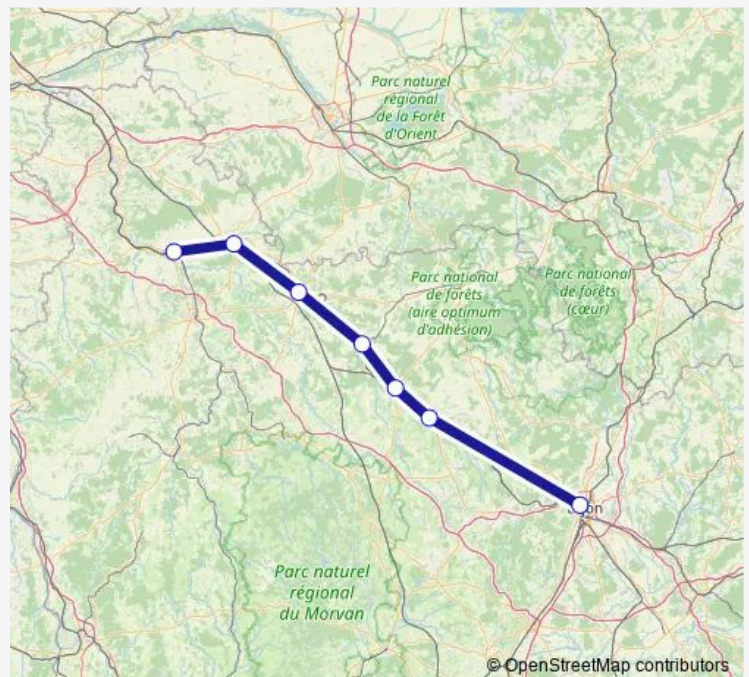 Parc naturel
régional
de la Forêt
d'Orient
Parc national
de forêts
(aire optimum
d'adhésion)
Parc national
de forêts
(cœur)
Parc naturel
régional
du Morvan
© OpenStreetMap contributors